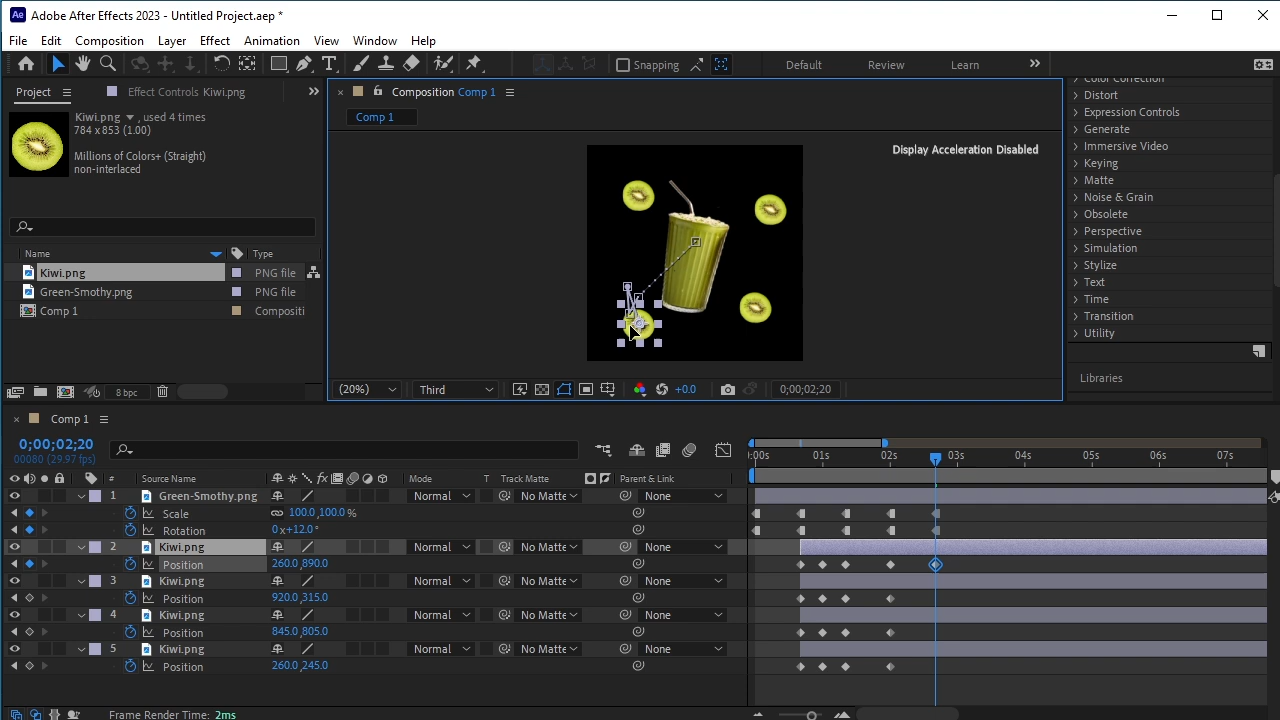 Adobe After Effects 2023 - Untitled Project.aep *
File Edit Composition Layer Effect Animation View Window Help
Snapping Default Review Learn
Project Effect Controls Kiwi.png
Composition Comp 1
Comp 1
Kiwi.png , used 4 times
784 x 853 (1.00)
Millions of Colors+ (Straight)
non-interlaced
Name Type
Kiwi.png PNG file
Green-Smothy.png PNG file
Comp 1 Compositi
8 bpc
Display Acceleration Disabled
(20%) Third +0.0 0;00;02;20
Color Correction
Distort
Expression Controls
Generate
Immersive Video
Keying
Matte
Noise & Grain
Obsolete
Perspective
Simulation
Stylize
Text
Time
Transition
Utility
Libraries
Comp 1
0;00;02;20
00080 (29.97 fps)
:00s 01s 02s 03s 04s 05s 06s 07s
# Source Name Mode T Track Matte Parent & Link
1 Green-Smothy.png Normal No Matte None
Scale 100.0,100.0 %
Rotation 0x+12.0 °
2 Kiwi.png Normal No Matte None
Position 260.0,890.0
3 Kiwi.png Normal No Matte None
Position 920.0,315.0
4 Kiwi.png Normal No Matte None
Position 845.0,805.0
5 Kiwi.png Normal No Matte None
Position 260.0,245.0
Frame Render Time: 2ms